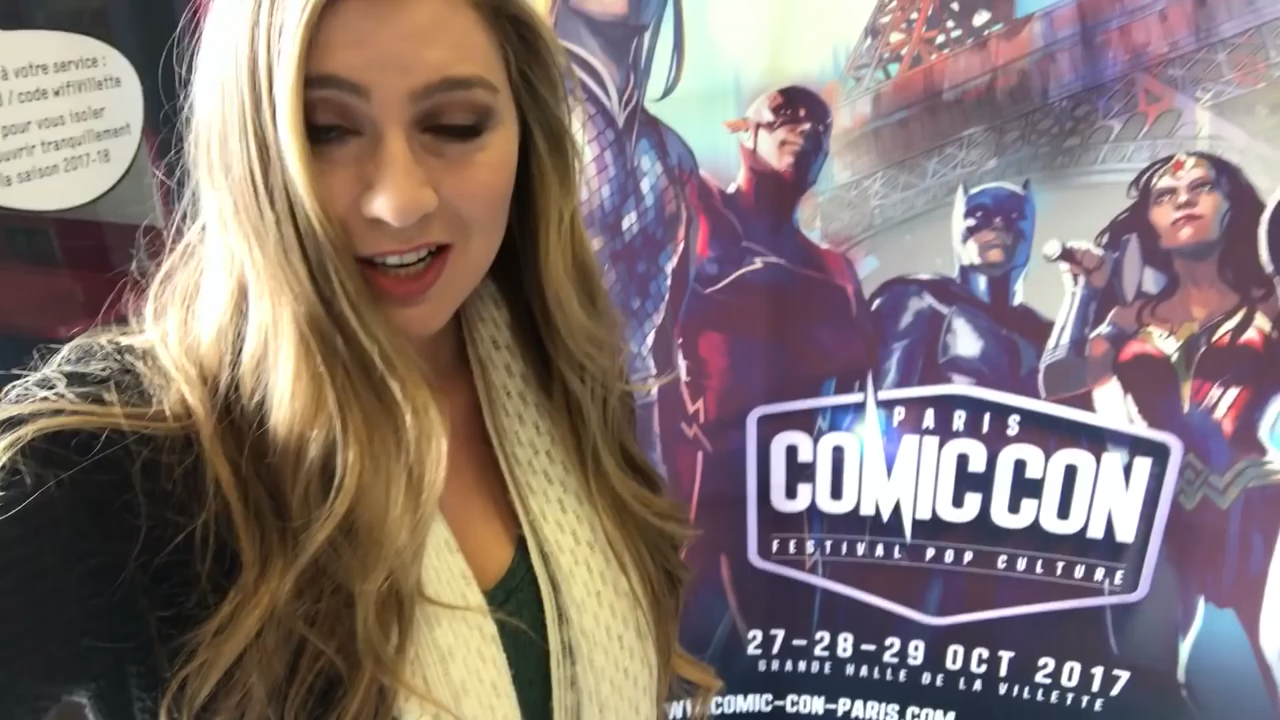 à votre service :
/ code wifiVillette
pour vous isoler
ouvrir tranquillement
la saison 2017-18
PARIS
COMIC CON
FESTIVAL POP CULTURE
27-28-29 OCT 2017
GRANDE HALLE DE LA VILLETTE
COMIC-CON-PARIS.COM